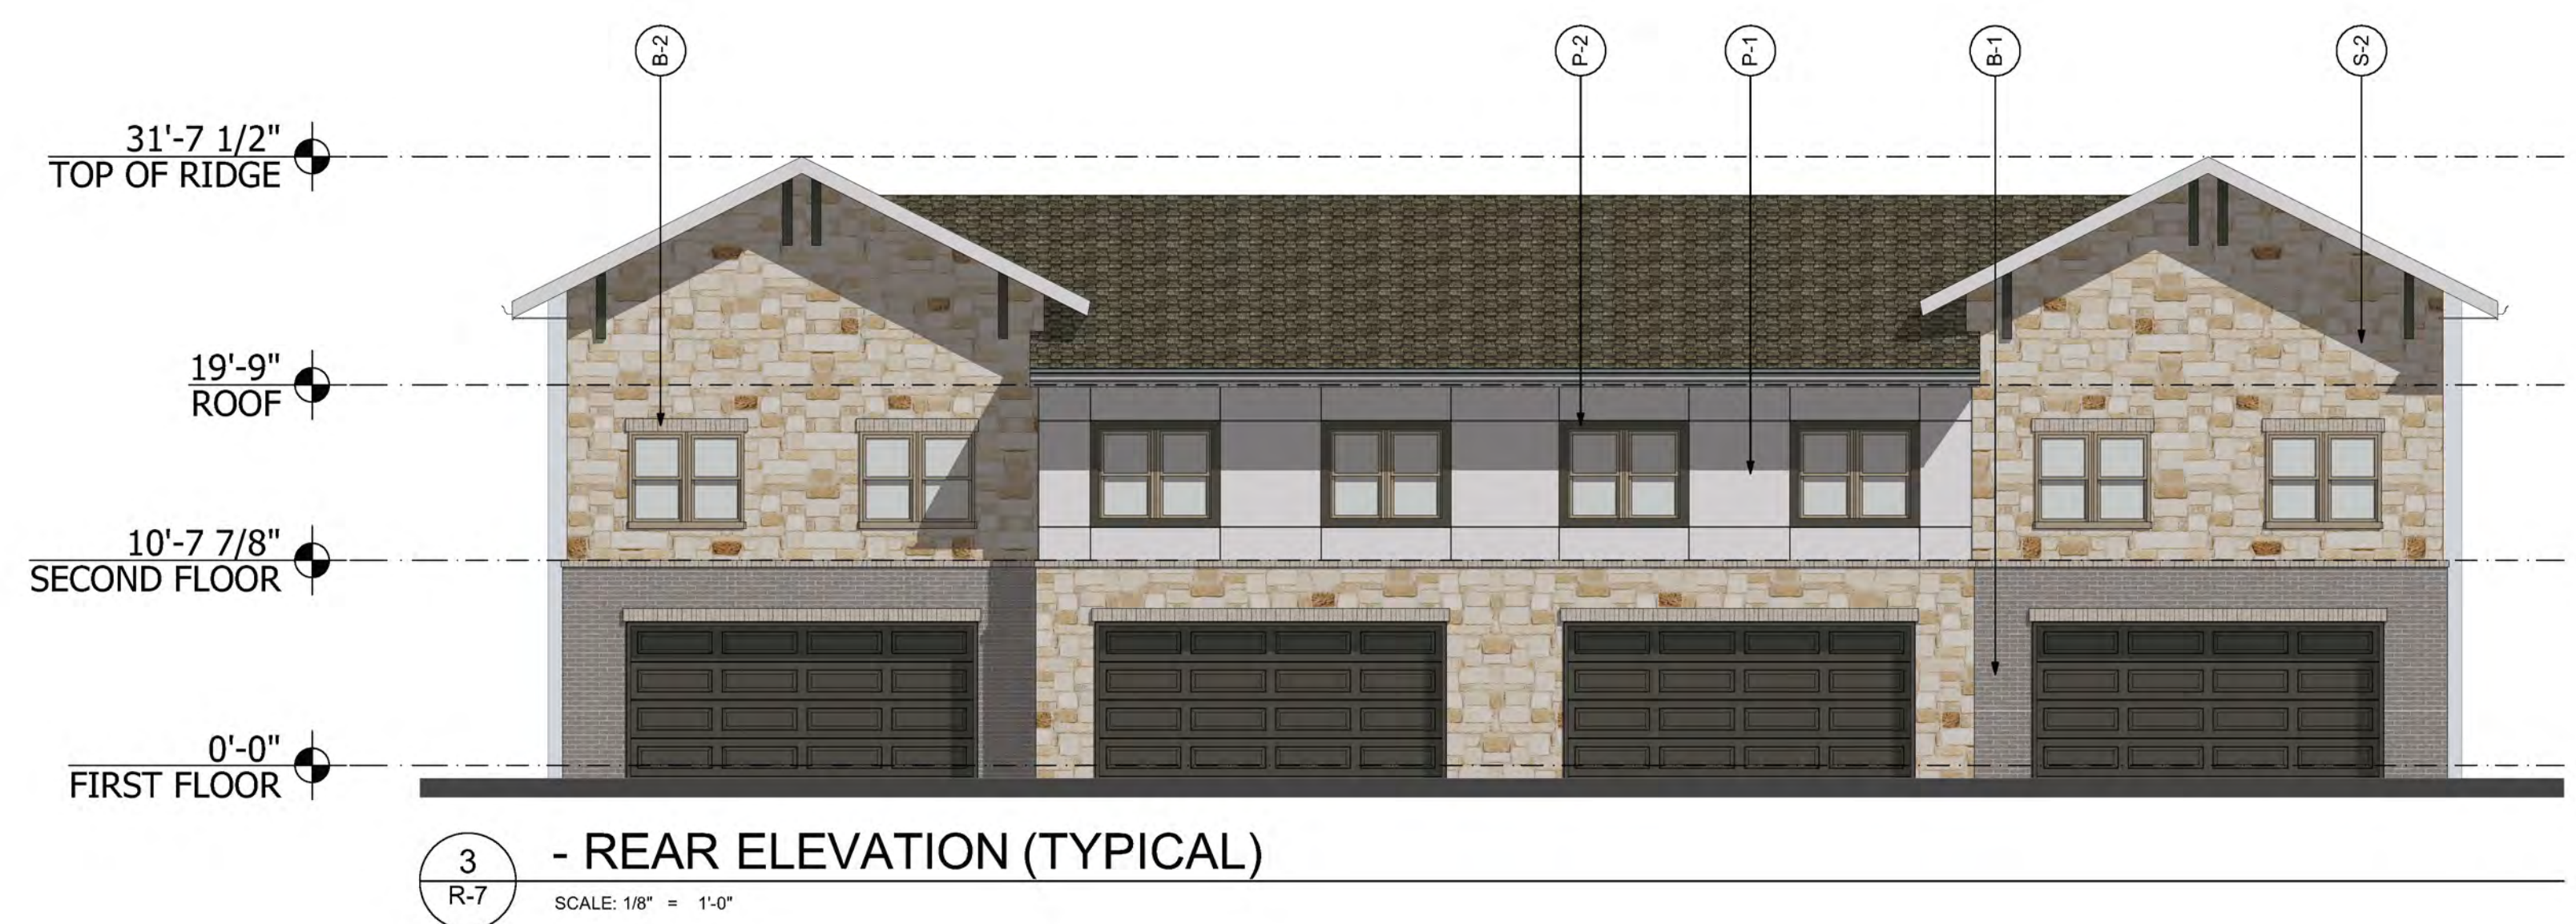 B-2
P-2
P-1
B-1
S-2
31'-7 1/2"
TOP OF RIDGE
19'-9"
ROOF
10'-7 7/8"
SECOND FLOOR
0'-0"
FIRST FLOOR
3
R-7
- REAR ELEVATION (TYPICAL)
SCALE: 1/8" = 1'-0"